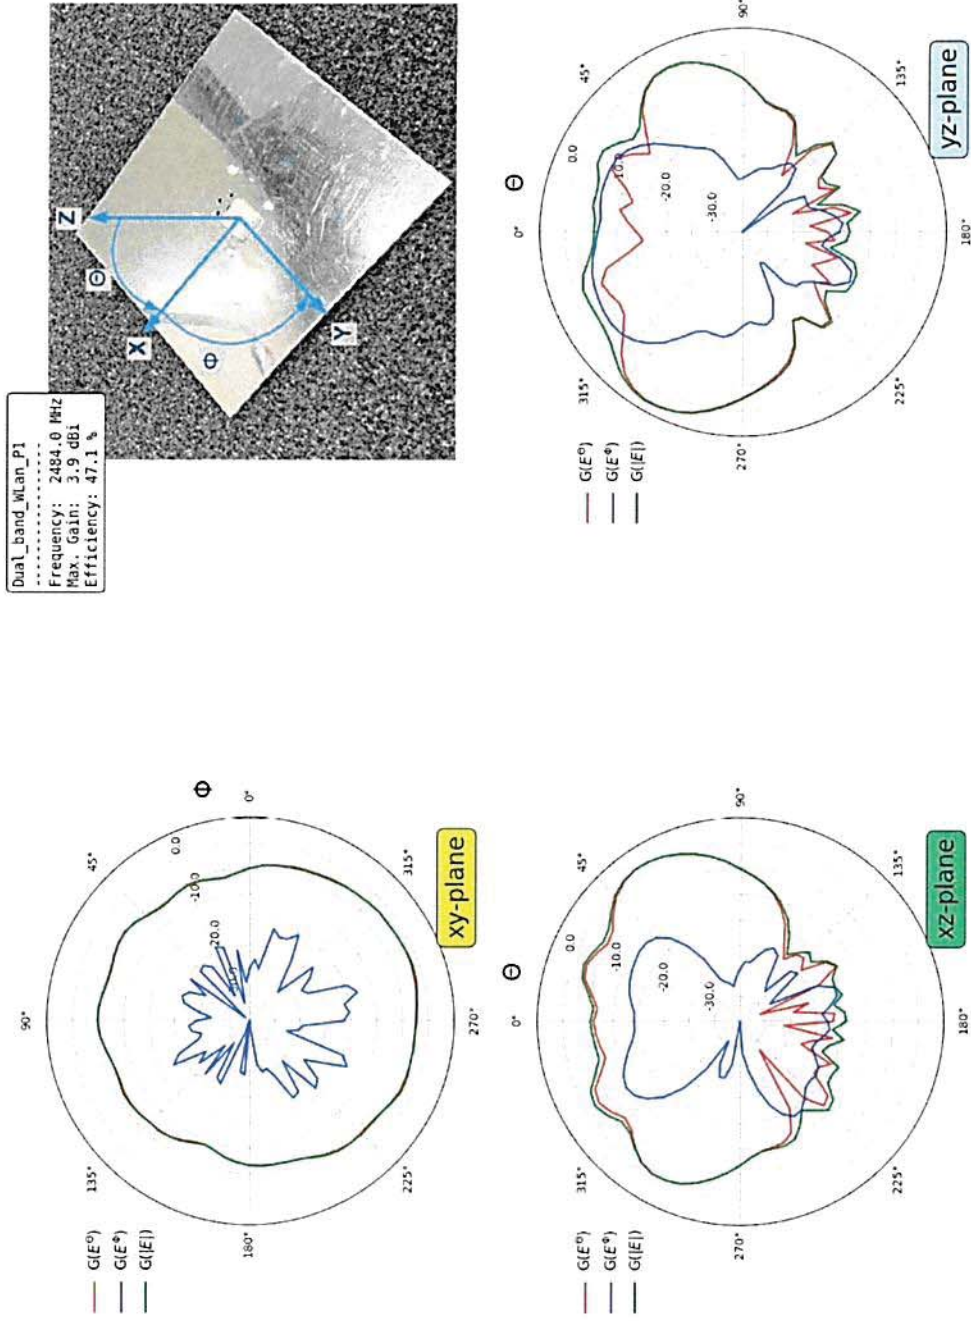 Dual_band_WLan_P1
--------------
Frequency: 2484.0 MHz
Max. Gain: 3.9 dBi
Efficiency: 47.1 %
Z
Θ
X
Φ
Y
G(E^Θ)
G(E^Φ)
G(|E|)
Φ
0°
45°
90°
135°
180°
225°
270°
315°
0.0
-10.0
-20.0
xy-plane
G(E^Θ)
G(E^Φ)
G(|E|)
Θ
0°
45°
90°
135°
180°
225°
270°
315°
0.0
-10.0
-20.0
-30.0
xz-plane
G(E^Θ)
G(E^Φ)
G(|E|)
Θ
0°
45°
90°
135°
180°
225°
270°
315°
0.0
-10.0
-20.0
-30.0
yz-plane